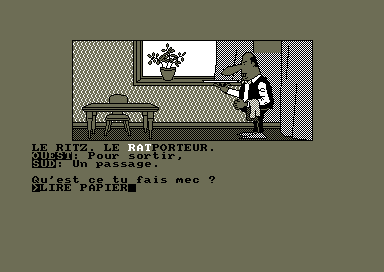 LE RITZ. LE RATPORTEUR.
OUEST: Pour sortir,
SUD: Un passage.
Qu'est ce tu fais mec ?
>LIRE PAPIER